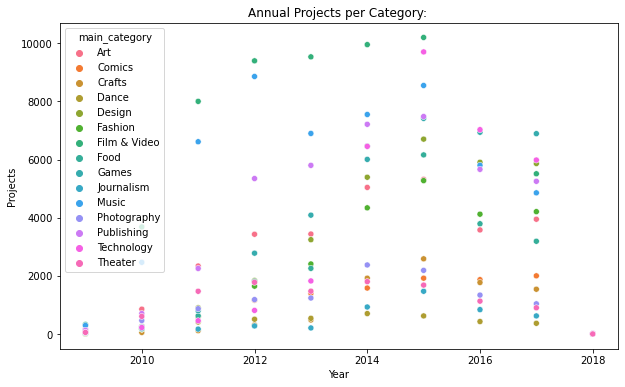 Annual Projects per Category:
main_category
Art
Comics
Crafts
Dance
Design
Fashion
Film & Video
Food
Games
Journalism
Music
Photography
Publishing
Technology
Theater
Projects
10000
8000
6000
4000
2000
0
2010
2012
2014
2016
2018
Year